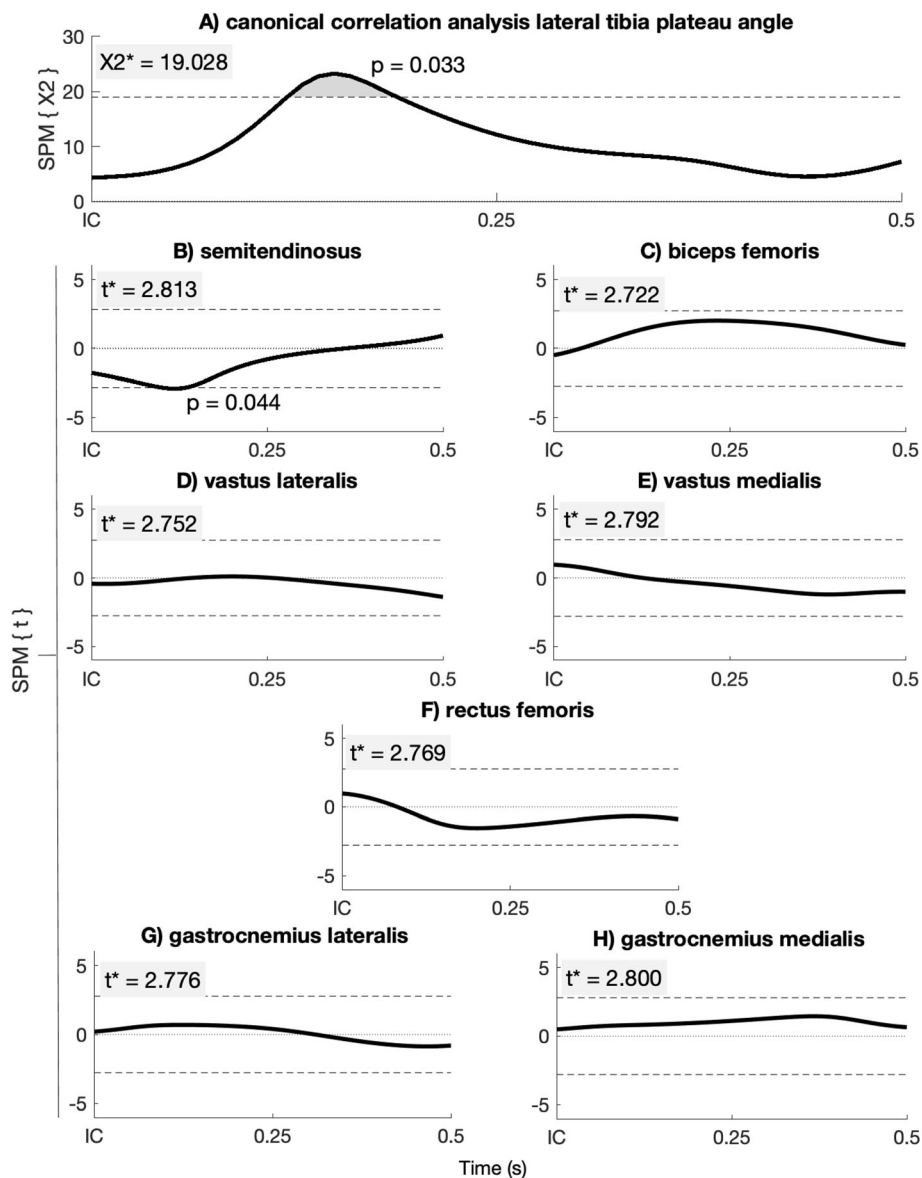 A) canonical correlation analysis lateral tibia plateau angle
30
X2* = 19.028
p = 0.033
20
SPM { X2 }
10
0
IC
0.25
0.5
B) semitendinosus
5
t* = 2.813
0
p = 0.044
-5
IC
0.25
0.5
C) biceps femoris
5
t* = 2.722
0
-5
IC
0.25
0.5
D) vastus lateralis
5
t* = 2.752
0
-5
IC
0.25
0.5
E) vastus medialis
5
t* = 2.792
0
-5
IC
0.25
0.5
SPM { t }
F) rectus femoris
5
t* = 2.769
0
-5
IC
0.25
0.5
G) gastrocnemius lateralis
5
t* = 2.776
0
-5
IC
0.25
0.5
H) gastrocnemius medialis
5
t* = 2.800
0
-5
IC
0.25
0.5
Time (s)